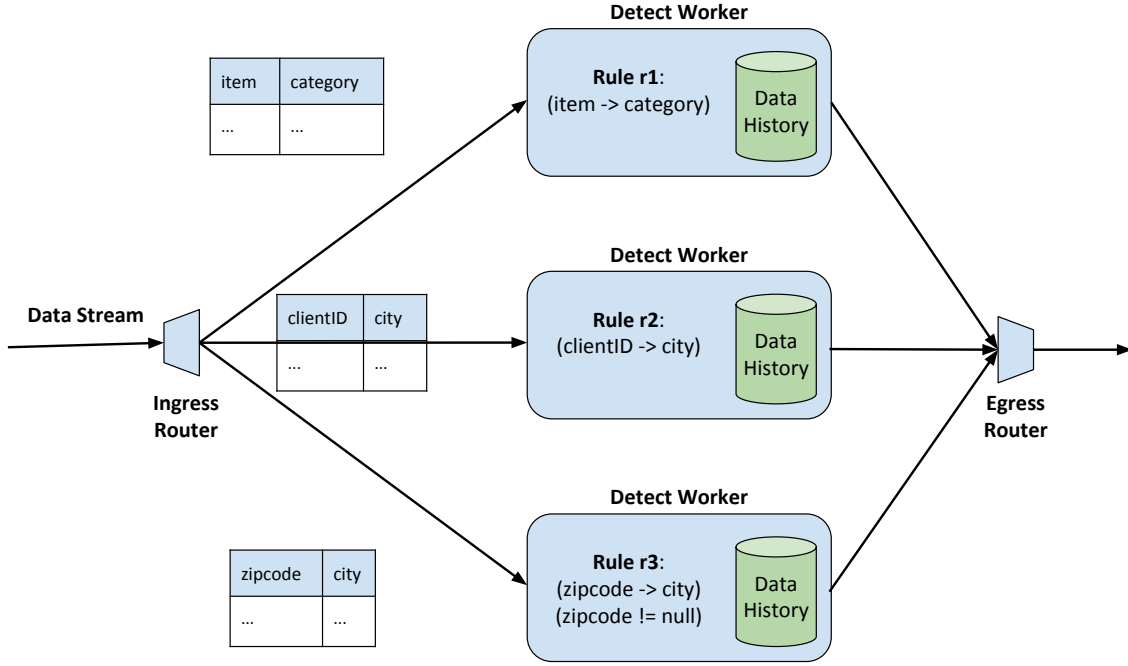 Detect Worker
item category
... ...
Rule r1:
(item -> category)
Data
History
Detect Worker
Data Stream
clientID city
... ...
Rule r2:
(clientID -> city)
Data
History
Ingress
Router
Egress
Router
Detect Worker
zipcode city
... ...
Rule r3:
(zipcode -> city)
(zipcode != null)
Data
History